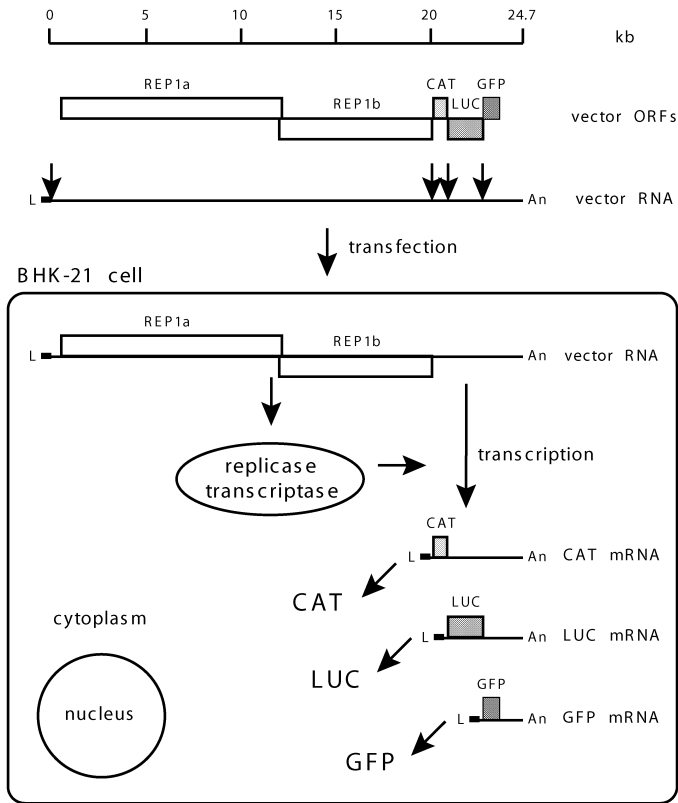 0 5 10 15 20 24.7
kb
REP1a CAT GFP
REP1b LUC
vector ORFs
L An vector RNA
transfection
BHK-21 cell
REP1a
REP1b
L An vector RNA
replicase
transcriptase
transcription
CAT
L An CAT mRNA
CAT
LUC
cytoplasm
L An LUC mRNA
LUC
GFP
nucleus
L An GFP mRNA
GFP